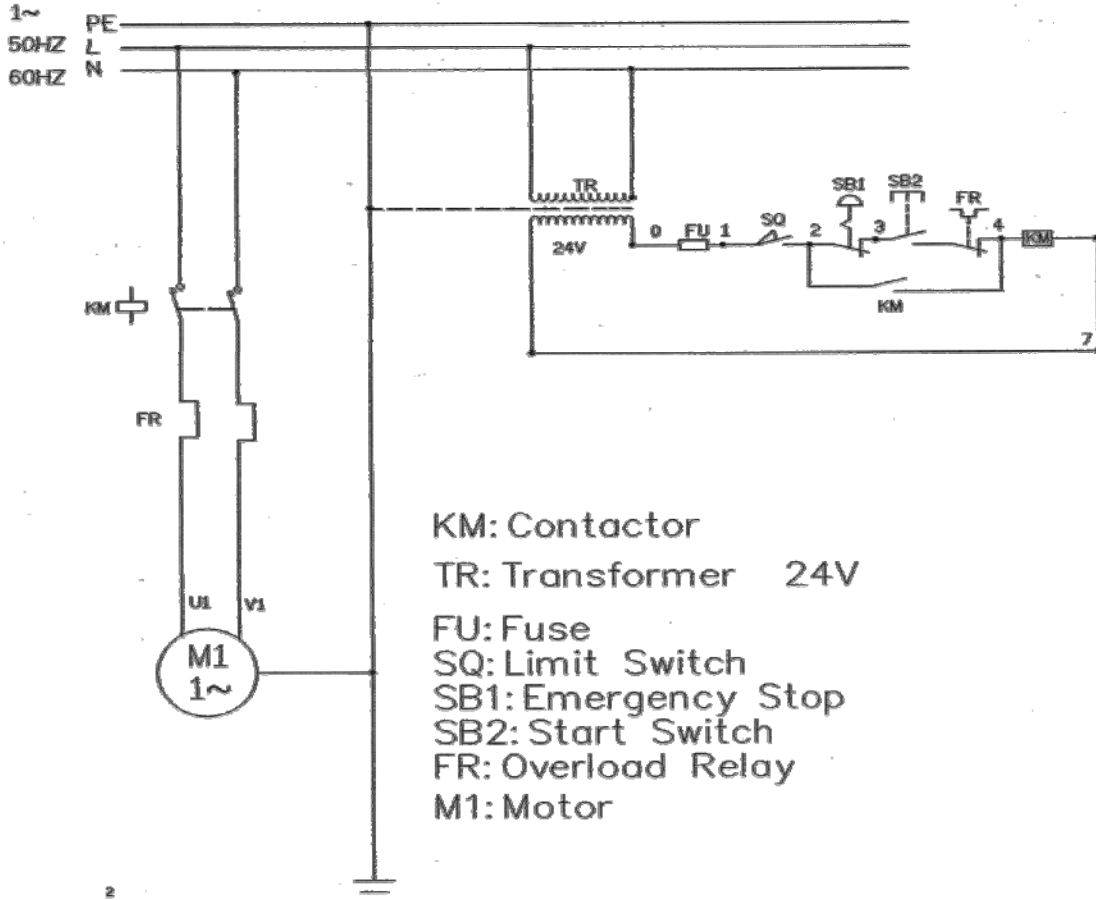 1~
PE
50HZ L
60HZ N
TR
24V
0 FU 1 SQ 2 SB1 3 SB2 FR 4 KM
KM
7
KM
FR
U1 V1
M1
1~
KM: Contactor
TR: Transformer 24V
FU: Fuse
SQ: Limit Switch
SB1: Emergency Stop
SB2: Start Switch
FR: Overload Relay
M1: Motor
2